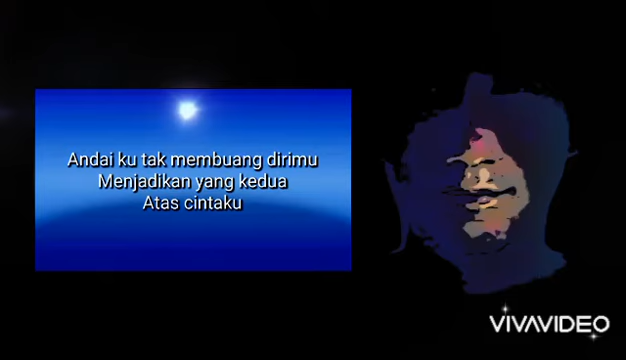 Andai ku tak membuang dirimu
Menjadikan yang kedua
Atas cintaku
VIVAVIDEO